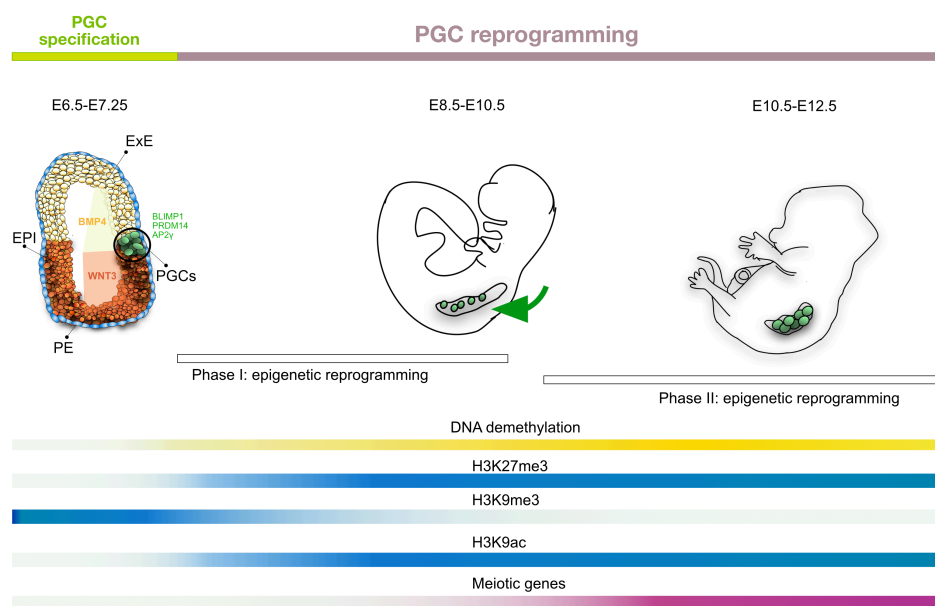 PGC
specification
PGC reprogramming
E6.5-E7.25
E8.5-E10.5
E10.5-E12.5
ExE
BMP4
BLIMP1
PRDM14
AP2γ
EPI
WNT3
PGCs
PE
Phase I: epigenetic reprogramming
Phase II: epigenetic reprogramming
DNA demethylation
H3K27me3
H3K9me3
H3K9ac
Meiotic genes